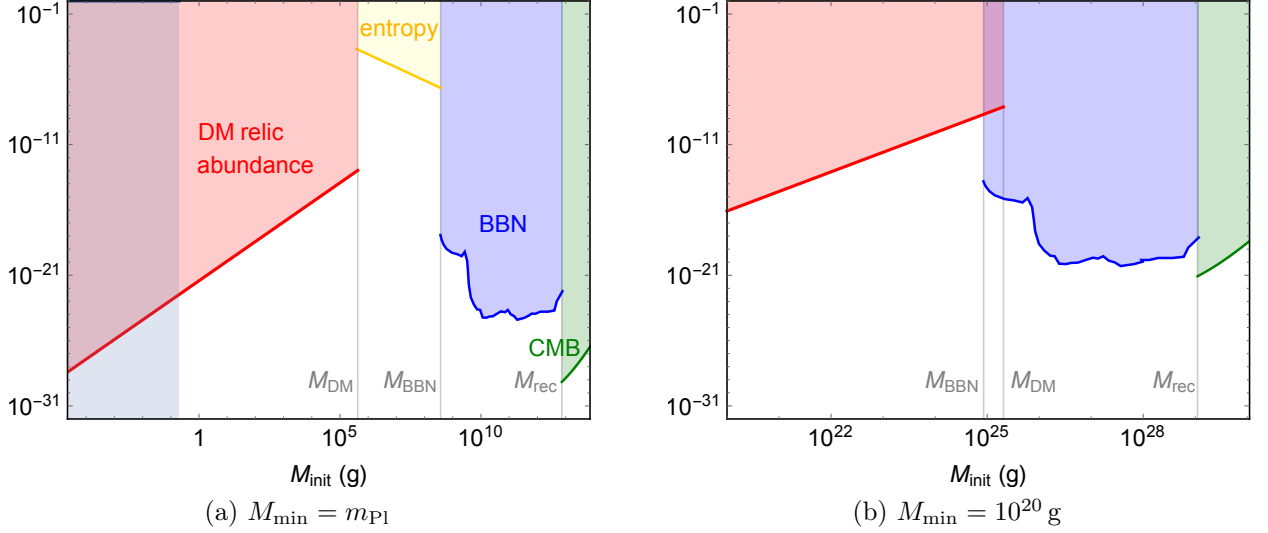 10^-1
10^-11
10^-21
10^-31
entropy
DM relic
abundance
BBN
CMB
M_DM
M_BBN
M_rec
1
10^5
10^10
M_init (g)
(a) M_min = m_Pl
10^-1
10^-11
10^-21
10^-31
M_BBN
M_DM
M_rec
10^22
10^25
10^28
M_init (g)
(b) M_min = 10^20 g